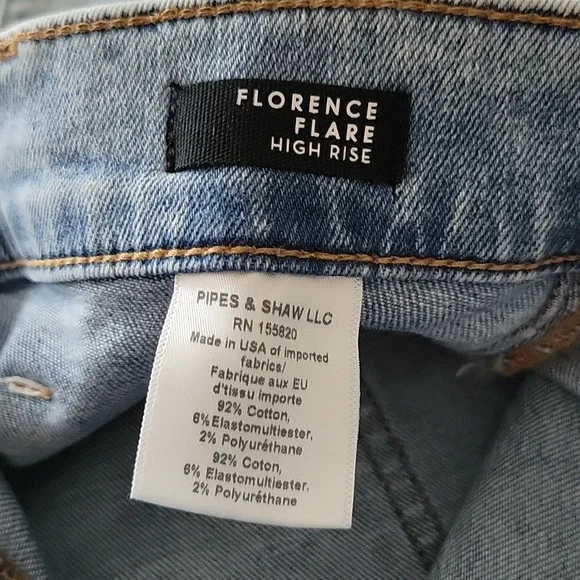 FLORENCE
FLARE
HIGH RISE
PIPES & SHAW LLC
RN 155820
Made in USA of imported
fabrics/
Fabrique aux EU
d'tissu importe
92% Cotton,
6% Elastomultiester,
2% Polyuréthane
92% Coton,
6% Elastomultiester,
2% Polyuréthane